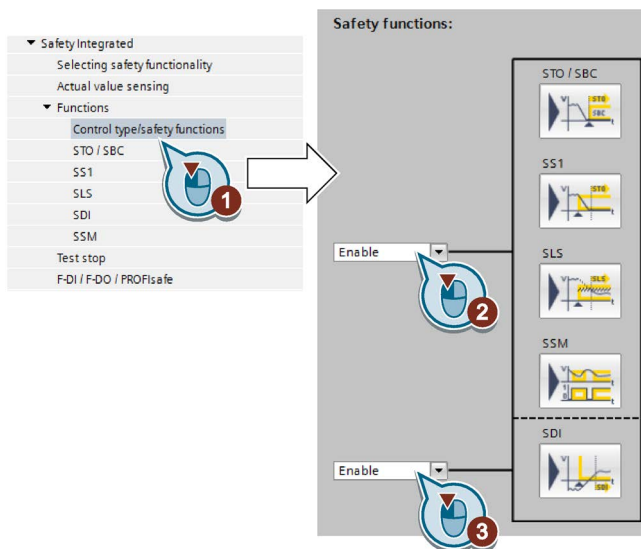 Safety Integrated
Selecting safety functionality
Actual value sensing
Functions
Control type/safety functions
STO / SBC
SS1
SLS
SDI
SSM
Test stop
F-DI / F-DO / PROFIsafe
1
Safety functions:
STO / SBC
V STO
SBC
t
SS1
V STO
t
Enable
2
SLS
V SLS
t
SSM
V
1
0 t
SDI
Enable
3
V
t
SDI